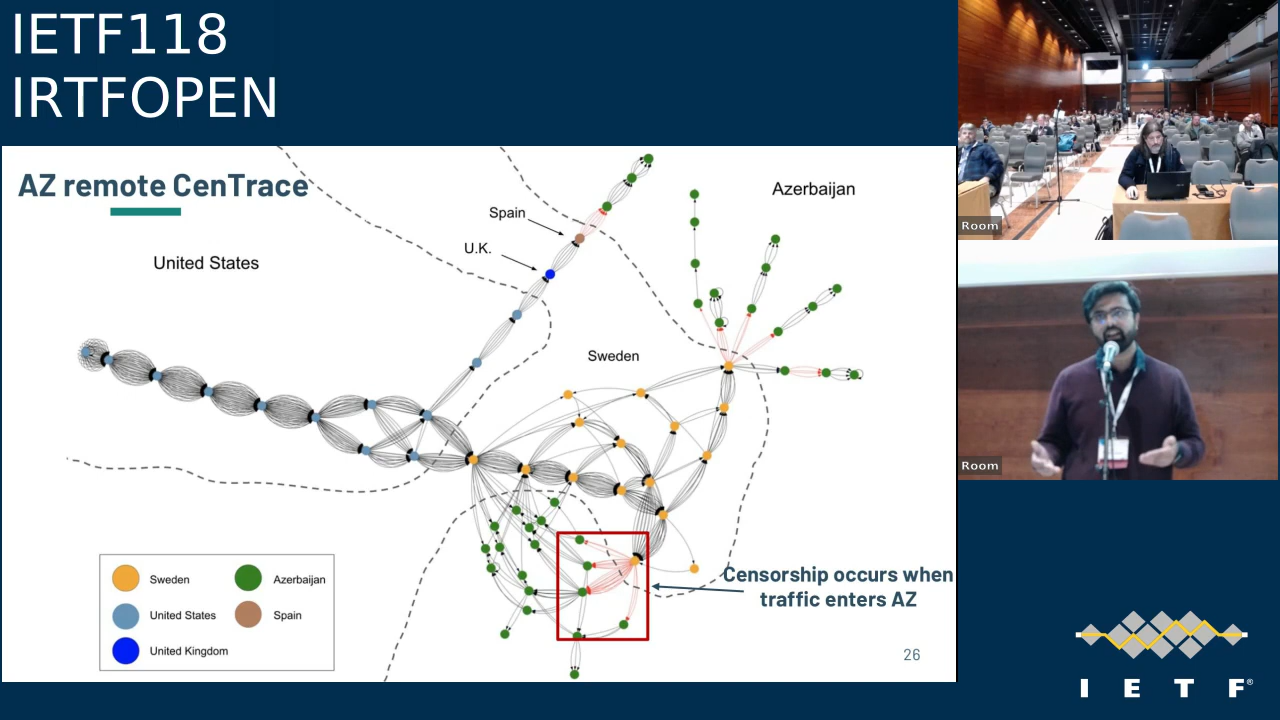 IETF118
IRTFOPEN
AZ remote CenTrace
United States
Spain
U.K.
Azerbaijan
Sweden
Censorship occurs when
traffic enters AZ
Sweden
Azerbaijan
United States
Spain
United Kingdom
26
Room
Room
I E T F®